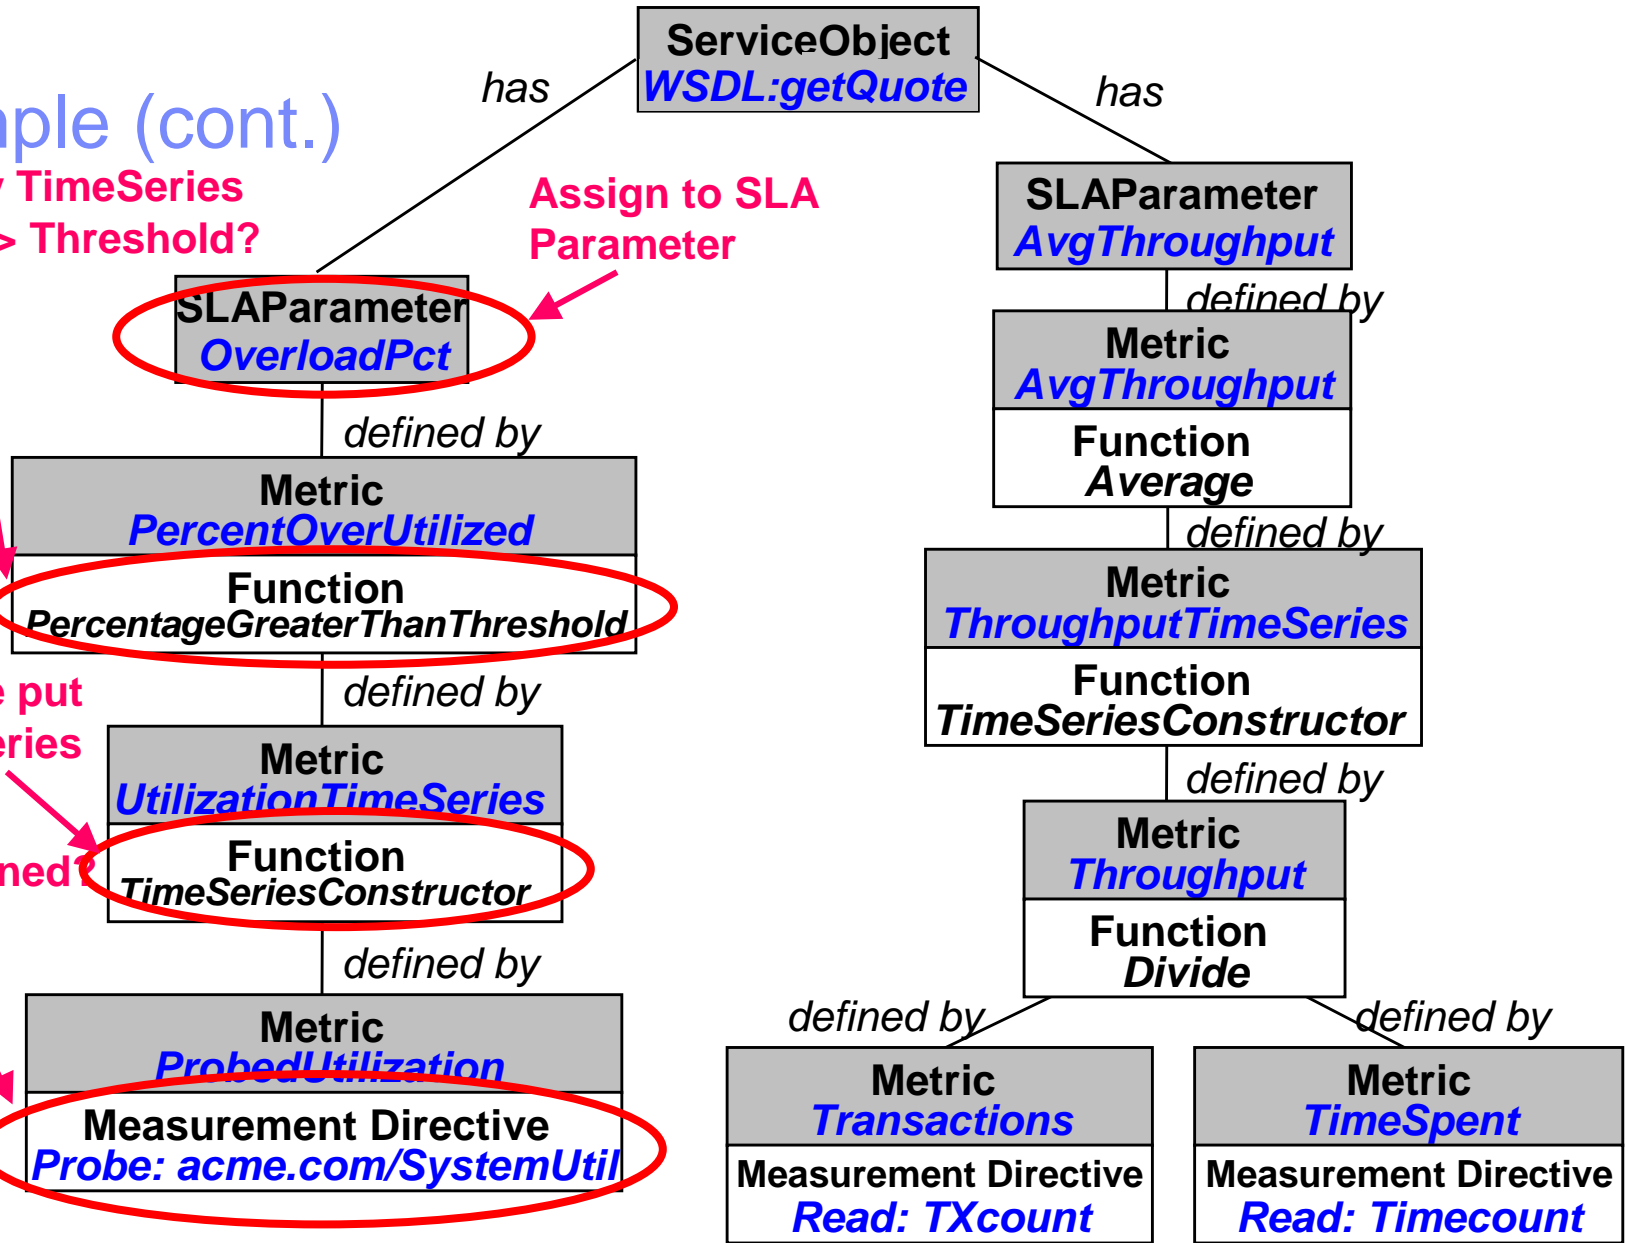 ServiceObject
WSDL:getQuote
has
has
(cont.)
TimeSeries
> Threshold?
Assign to SLA
Parameter
SLAParameter
OverloadPct
SLAParameter
AvgThroughput
defined by
defined by
Metric
PercentOverUtilized
Function
PercentageGreaterThanThreshold
Metric
AvgThroughput
Function
Average
defined by
put
defined by
Metric
UtilizationTimeSeries
Function
TimeSeriesConstructor
Metric
ThroughputTimeSeries
Function
TimeSeriesConstructor
defined by
defined by
Metric
ProbedUtilization
Measurement Directive
Probe: acme.com/SystemUtil
Metric
Throughput
Function
Divide
defined by
defined by
Metric
Transactions
Measurement Directive
Read: TXcount
Metric
TimeSpent
Measurement Directive
Read: Timecount